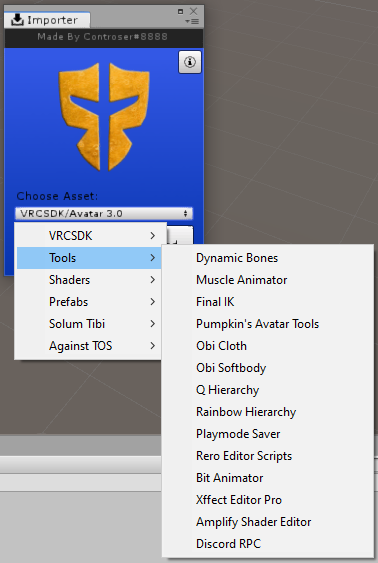 Importer
Made By Controser#8888
Choose Asset:
VRCSDK/Avatar 3.0
VRCSDK
Tools
Shaders
Prefabs
Solum Tibi
Against TOS
Dynamic Bones
Muscle Animator
Final IK
Pumpkin's Avatar Tools
Obi Cloth
Obi Softbody
Q Hierarchy
Rainbow Hierarchy
Playmode Saver
Rero Editor Scripts
Bit Animator
Xffect Editor Pro
Amplify Shader Editor
Discord RPC